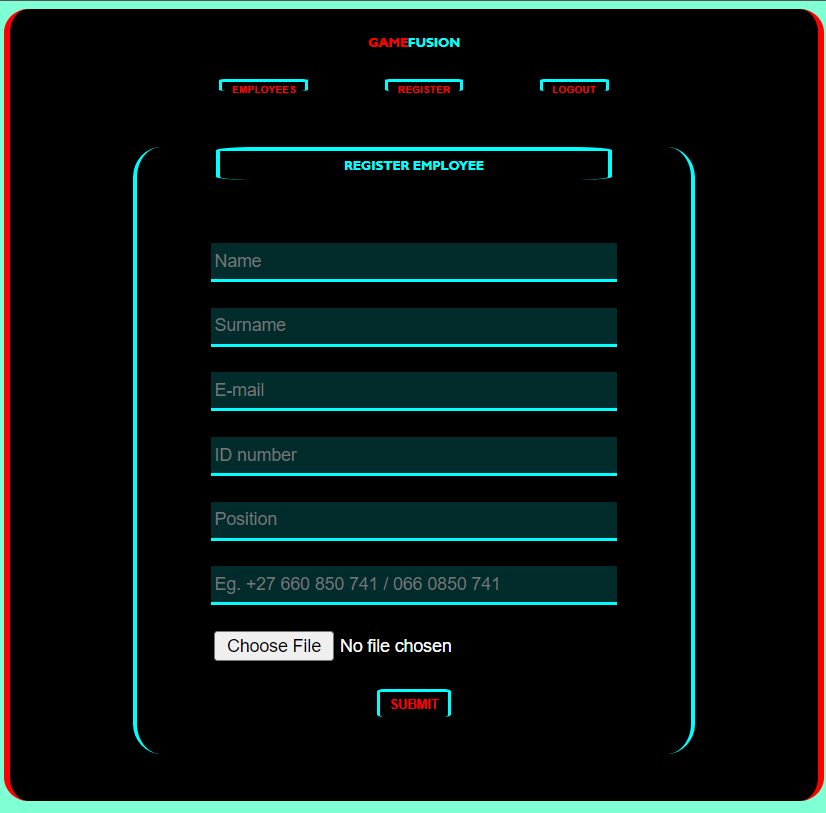 GAMEFUSION
EMPLOYEES REGISTER LOGOUT
REGISTER EMPLOYEE
Name
Surname
E-mail
ID number
Position
Eg. +27 660 850 741 / 066 0850 741
Choose File No file chosen
SUBMIT